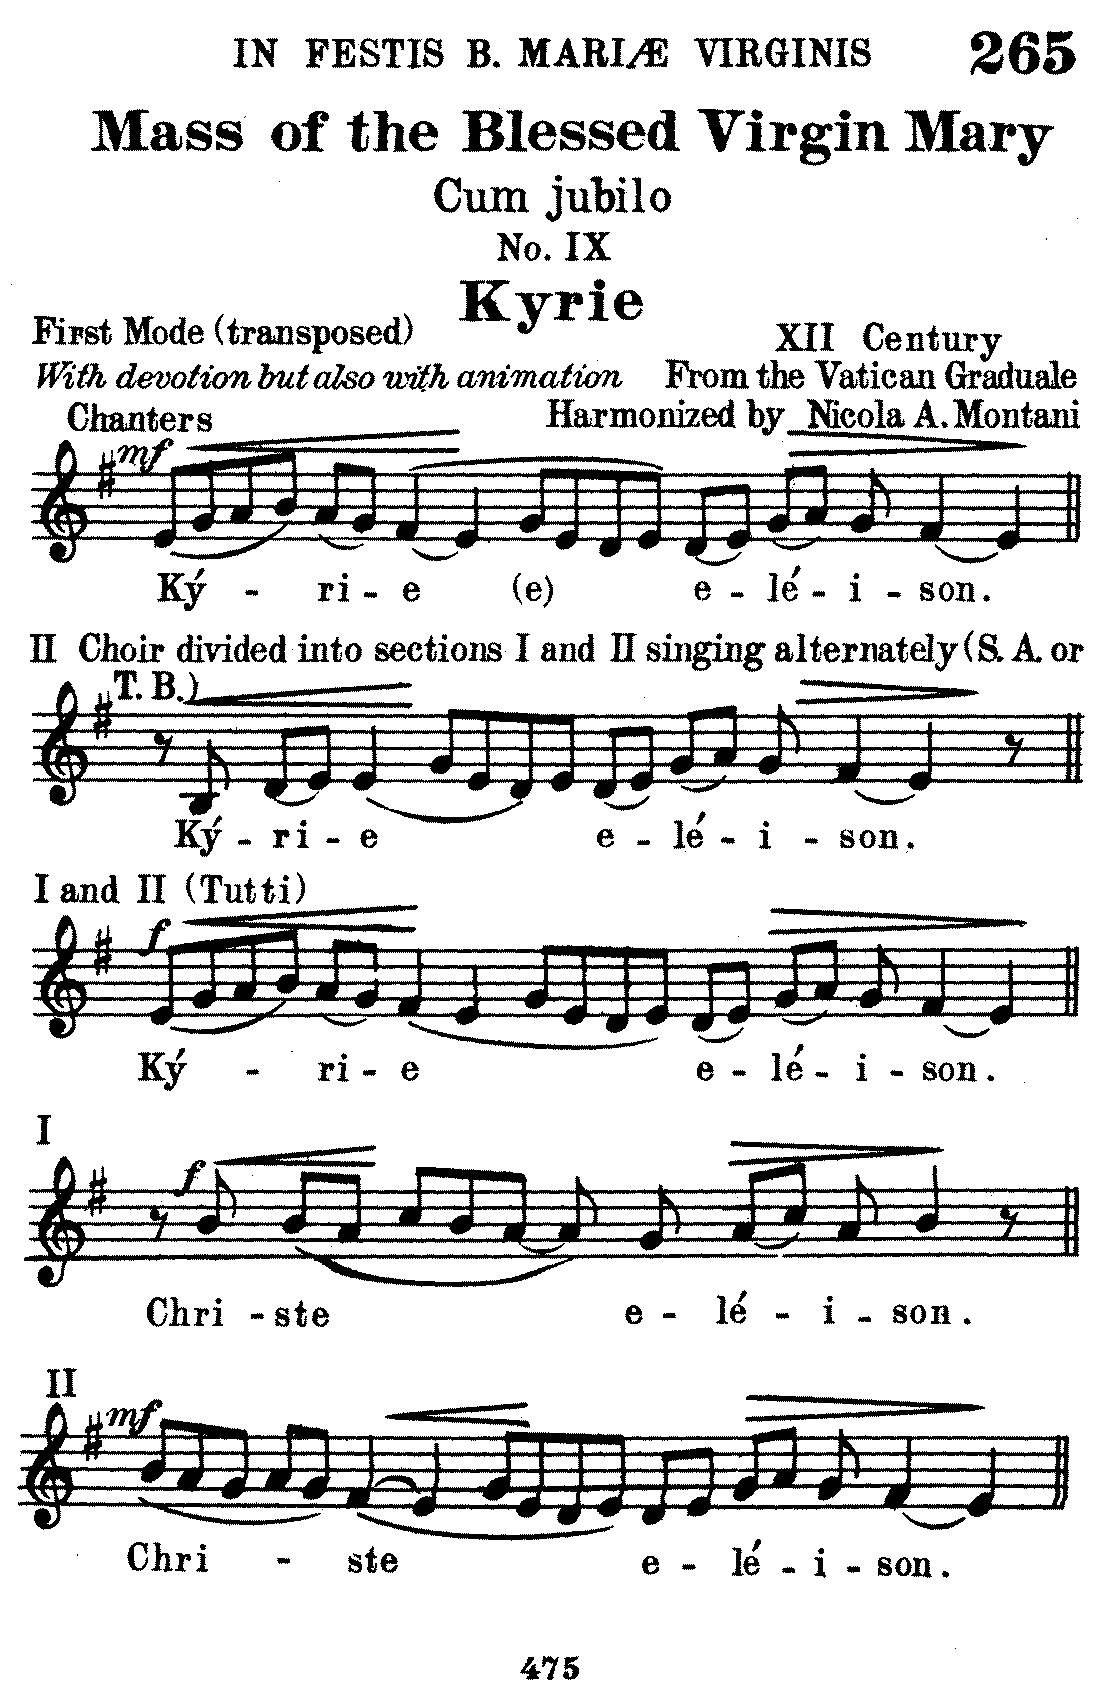 IN FESTIS B. MARIÆ VIRGINIS 265
Mass of the Blessed Virgin Mary
Cum jubilo
No. IX
Kyrie
First Mode (transposed)
XII Century
With devotion but also with animation From the Vatican Graduale
Chanters Harmonized by Nicola A. Montani
mf
Ký - ri - e (e) e - lé - i - son.
II Choir divided into sections I and II singing alternately (S. A. or
T. B.)
Ký - ri - e e - lé - i - son.
I and II (Tutti)
f
Ký - ri - e e - lé - i - son.
I
f
Chri - ste e - lé - i - son.
II
mf
Chri - ste e - lé - i - son.
475